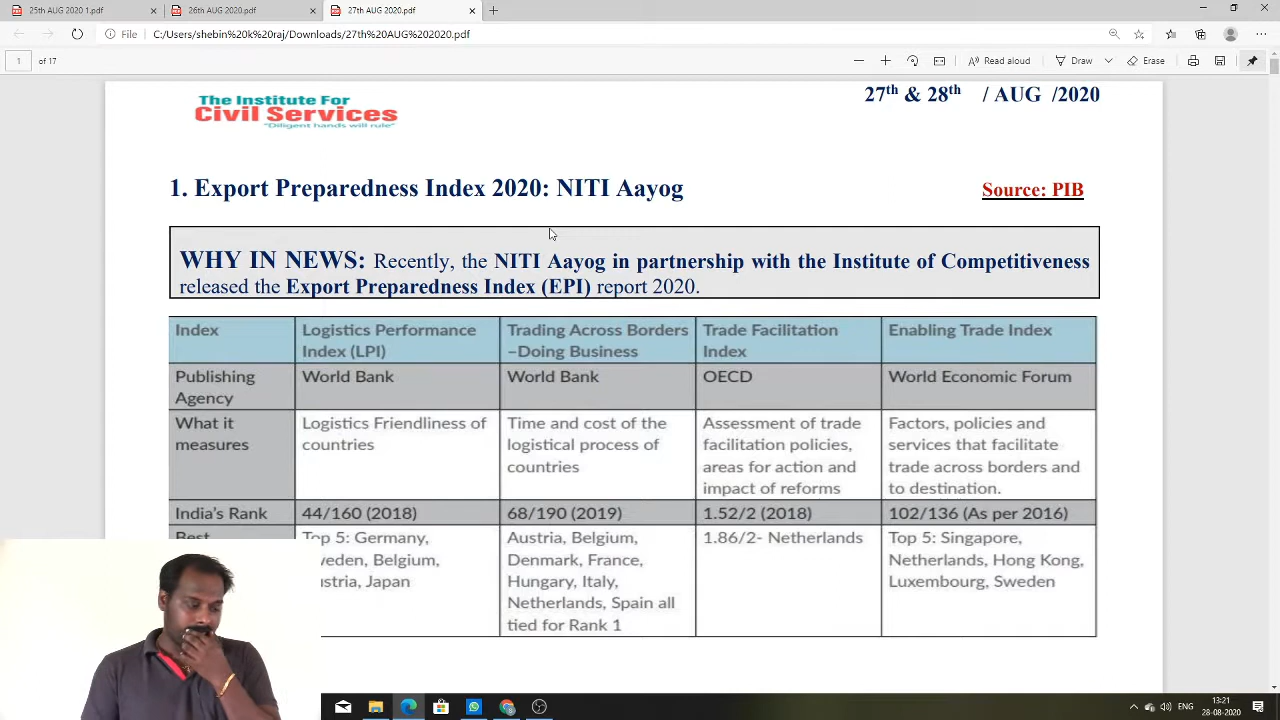 25th AUG 2020 1.pdf
26th AUG 2020.pdf
27th AUG 2020.pdf
File
C:/Users/shebin%20k%20raj/Downloads/27th%20AUG%202020.pdf
1 of 17
Read aloud
Draw
Erase
The Institute For
Civil Services
"Diligent hands will rule"
27th & 28th / AUG /2020
1. Export Preparedness Index 2020: NITI Aayog
Source: PIB
WHY IN NEWS: Recently, the NITI Aayog in partnership with the Institute of Competitiveness
released the Export Preparedness Index (EPI) report 2020.
Index
Logistics Performance
Index (LPI)
Trading Across Borders
–Doing Business
Trade Facilitation
Index
Enabling Trade Index
Publishing
Agency
World Bank
World Bank
OECD
World Economic Forum
What it
measures
Logistics Friendliness of
countries
Time and cost of the
logistical process of
countries
Assessment of trade
facilitation policies,
areas for action and
impact of reforms
Factors, policies and
services that facilitate
trade across borders and
to destination.
India's Rank
44/160 (2018)
68/190 (2019)
1.52/2 (2018)
102/136 (As per 2016)
Best
Top 5: Germany,
Belgium,
Japan
Austria, Belgium,
Denmark, France,
Hungary, Italy,
Netherlands, Spain all
tied for Rank 1
1.86/2- Netherlands
Top 5: Singapore,
Netherlands, Hong Kong,
Luxembourg, Sweden
ENG
13:21
28-08-2020